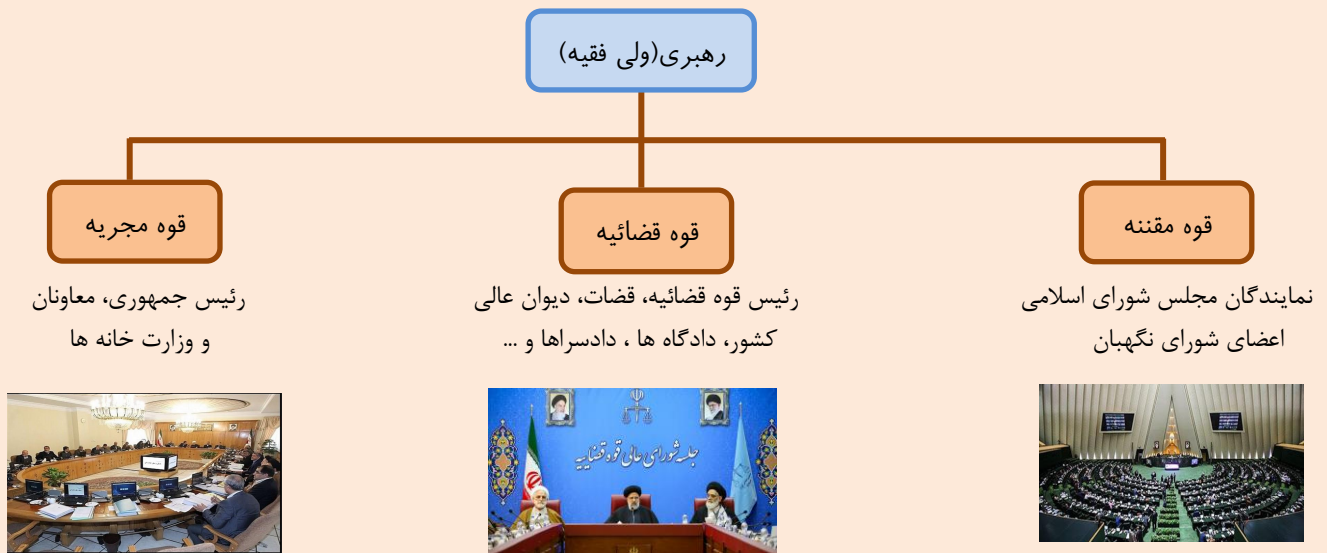 رهبری(ولی فقیه)
قوه مقننه
نمایندگان مجلس شورای اسلامی
اعضای شورای نگهبان
قوه قضائیه
رئیس قوه قضائیه، قضات، دیوان عالی
کشور، دادگاه ها ، دادسراها و ...
قوه مجریه
رئیس جمهوری، معاونان
و وزارت خانه ها
جلسه شورای عالی قوه قضاییه